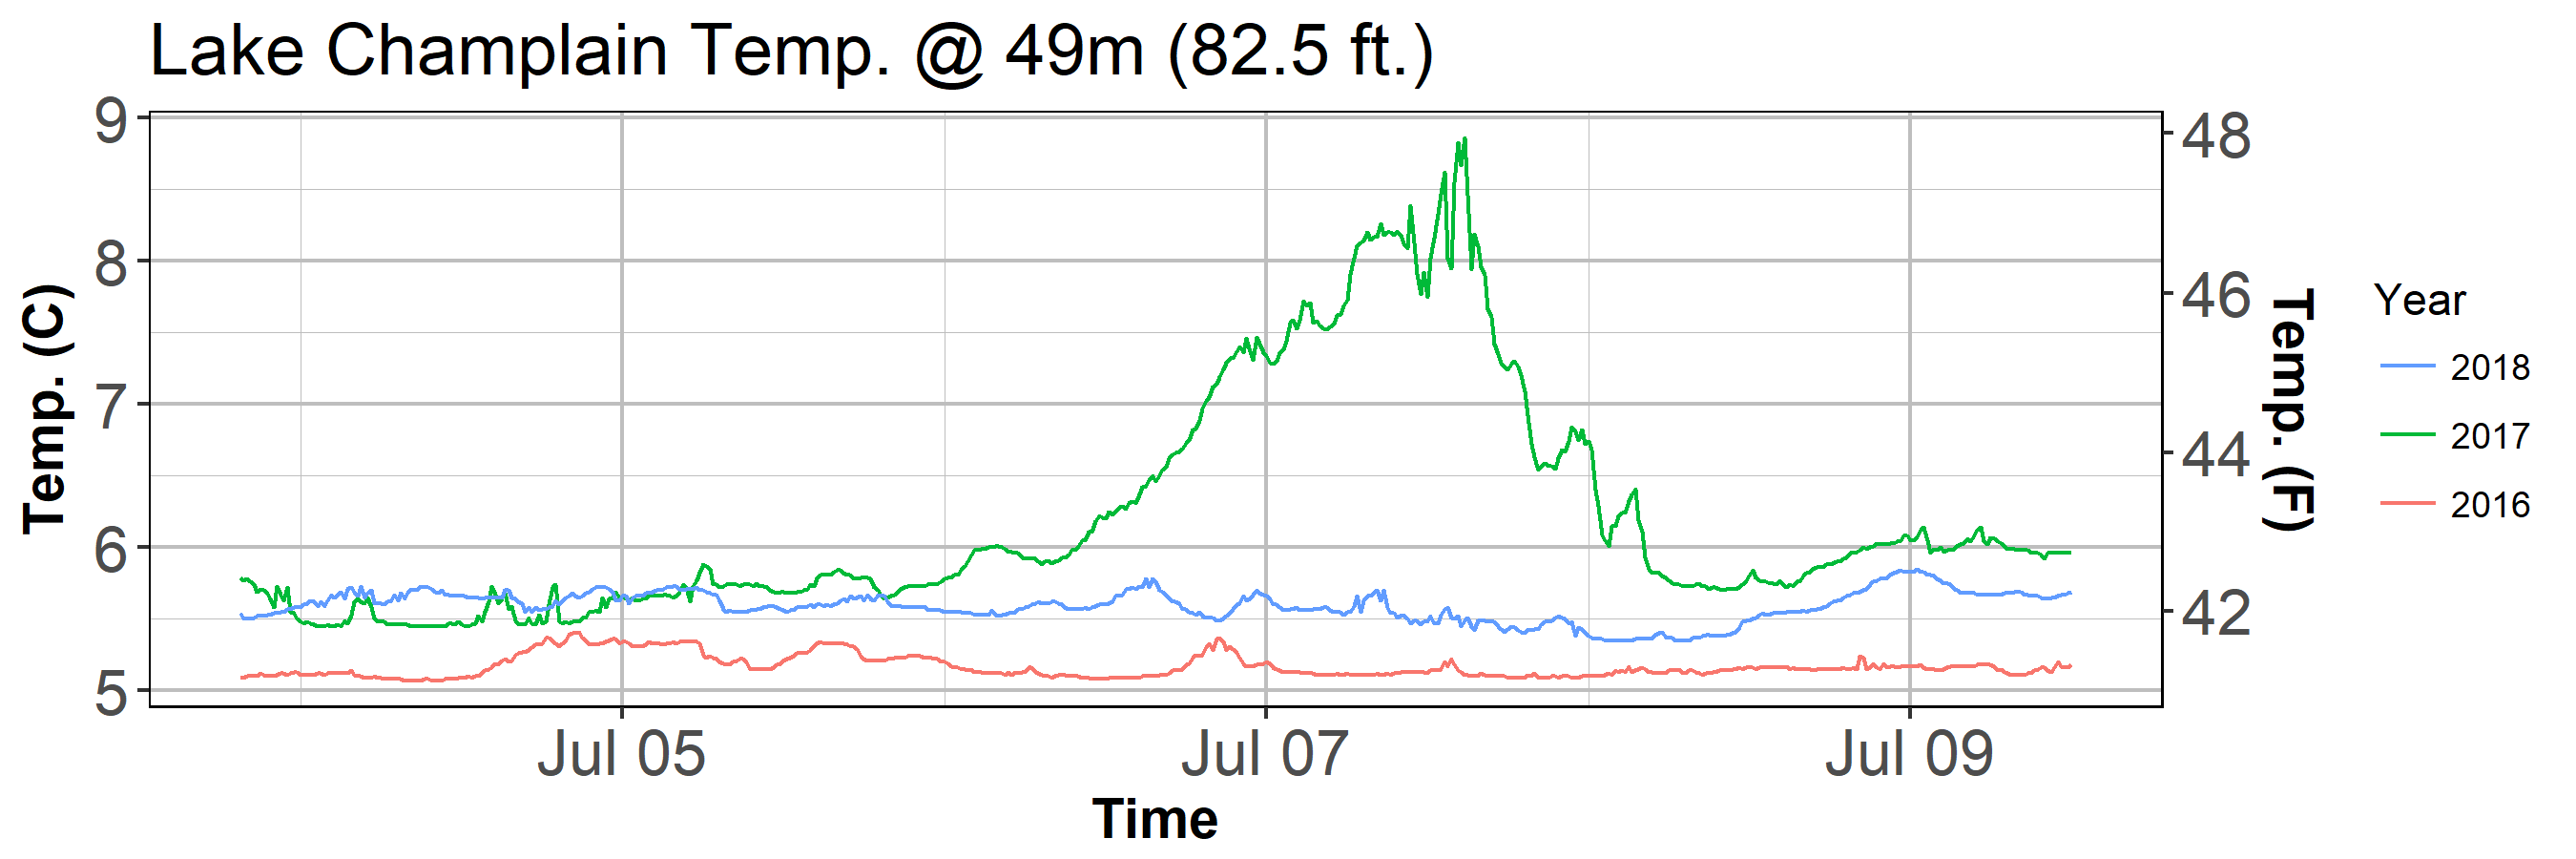 Lake Champlain Temp. @ 49m (82.5 ft.)
Temp. (C)
9
8
7
6
5
48
46
44
42
Temp. (F)
Jul 05
Jul 07
Jul 09
Time
Year
2018
2017
2016